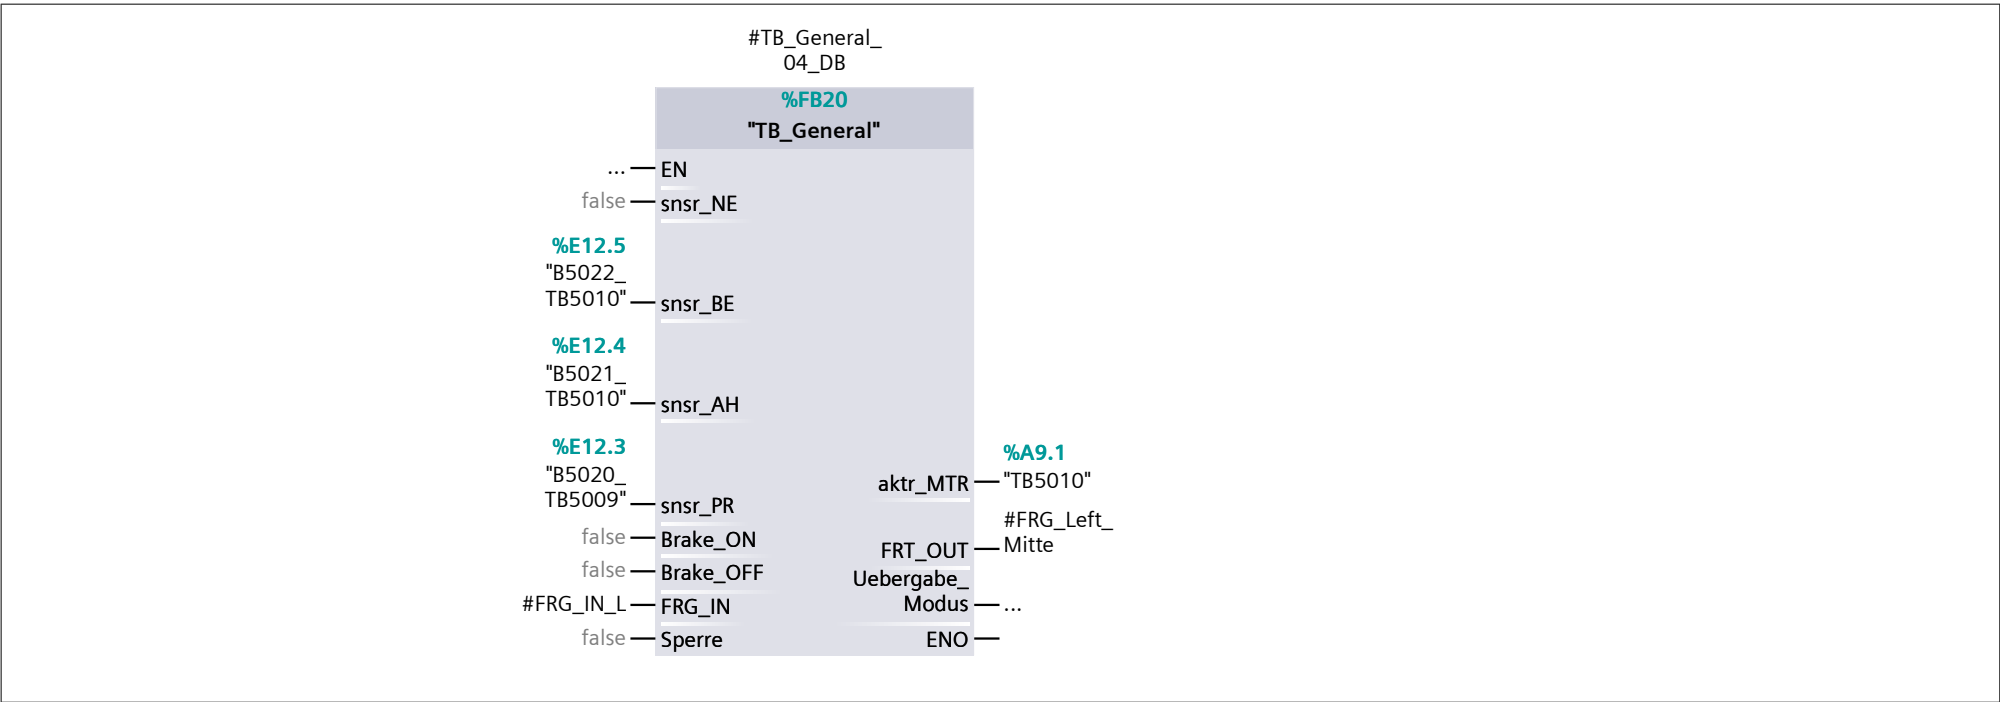 #TB_General_
04_DB
%FB20
"TB_General"
... EN
false snsr_NE
%E12.5
"B5022_
TB5010" snsr_BE
%E12.4
"B5021_
TB5010" snsr_AH
%E12.3
"B5020_
TB5009" snsr_PR
false Brake_ON
false Brake_OFF
#FRG_IN_L FRG_IN
false Sperre
%A9.1
aktr_MTR "TB5010"
#FRG_Left_
FRT_OUT Mitte
Uebergabe_
Modus ...
ENO